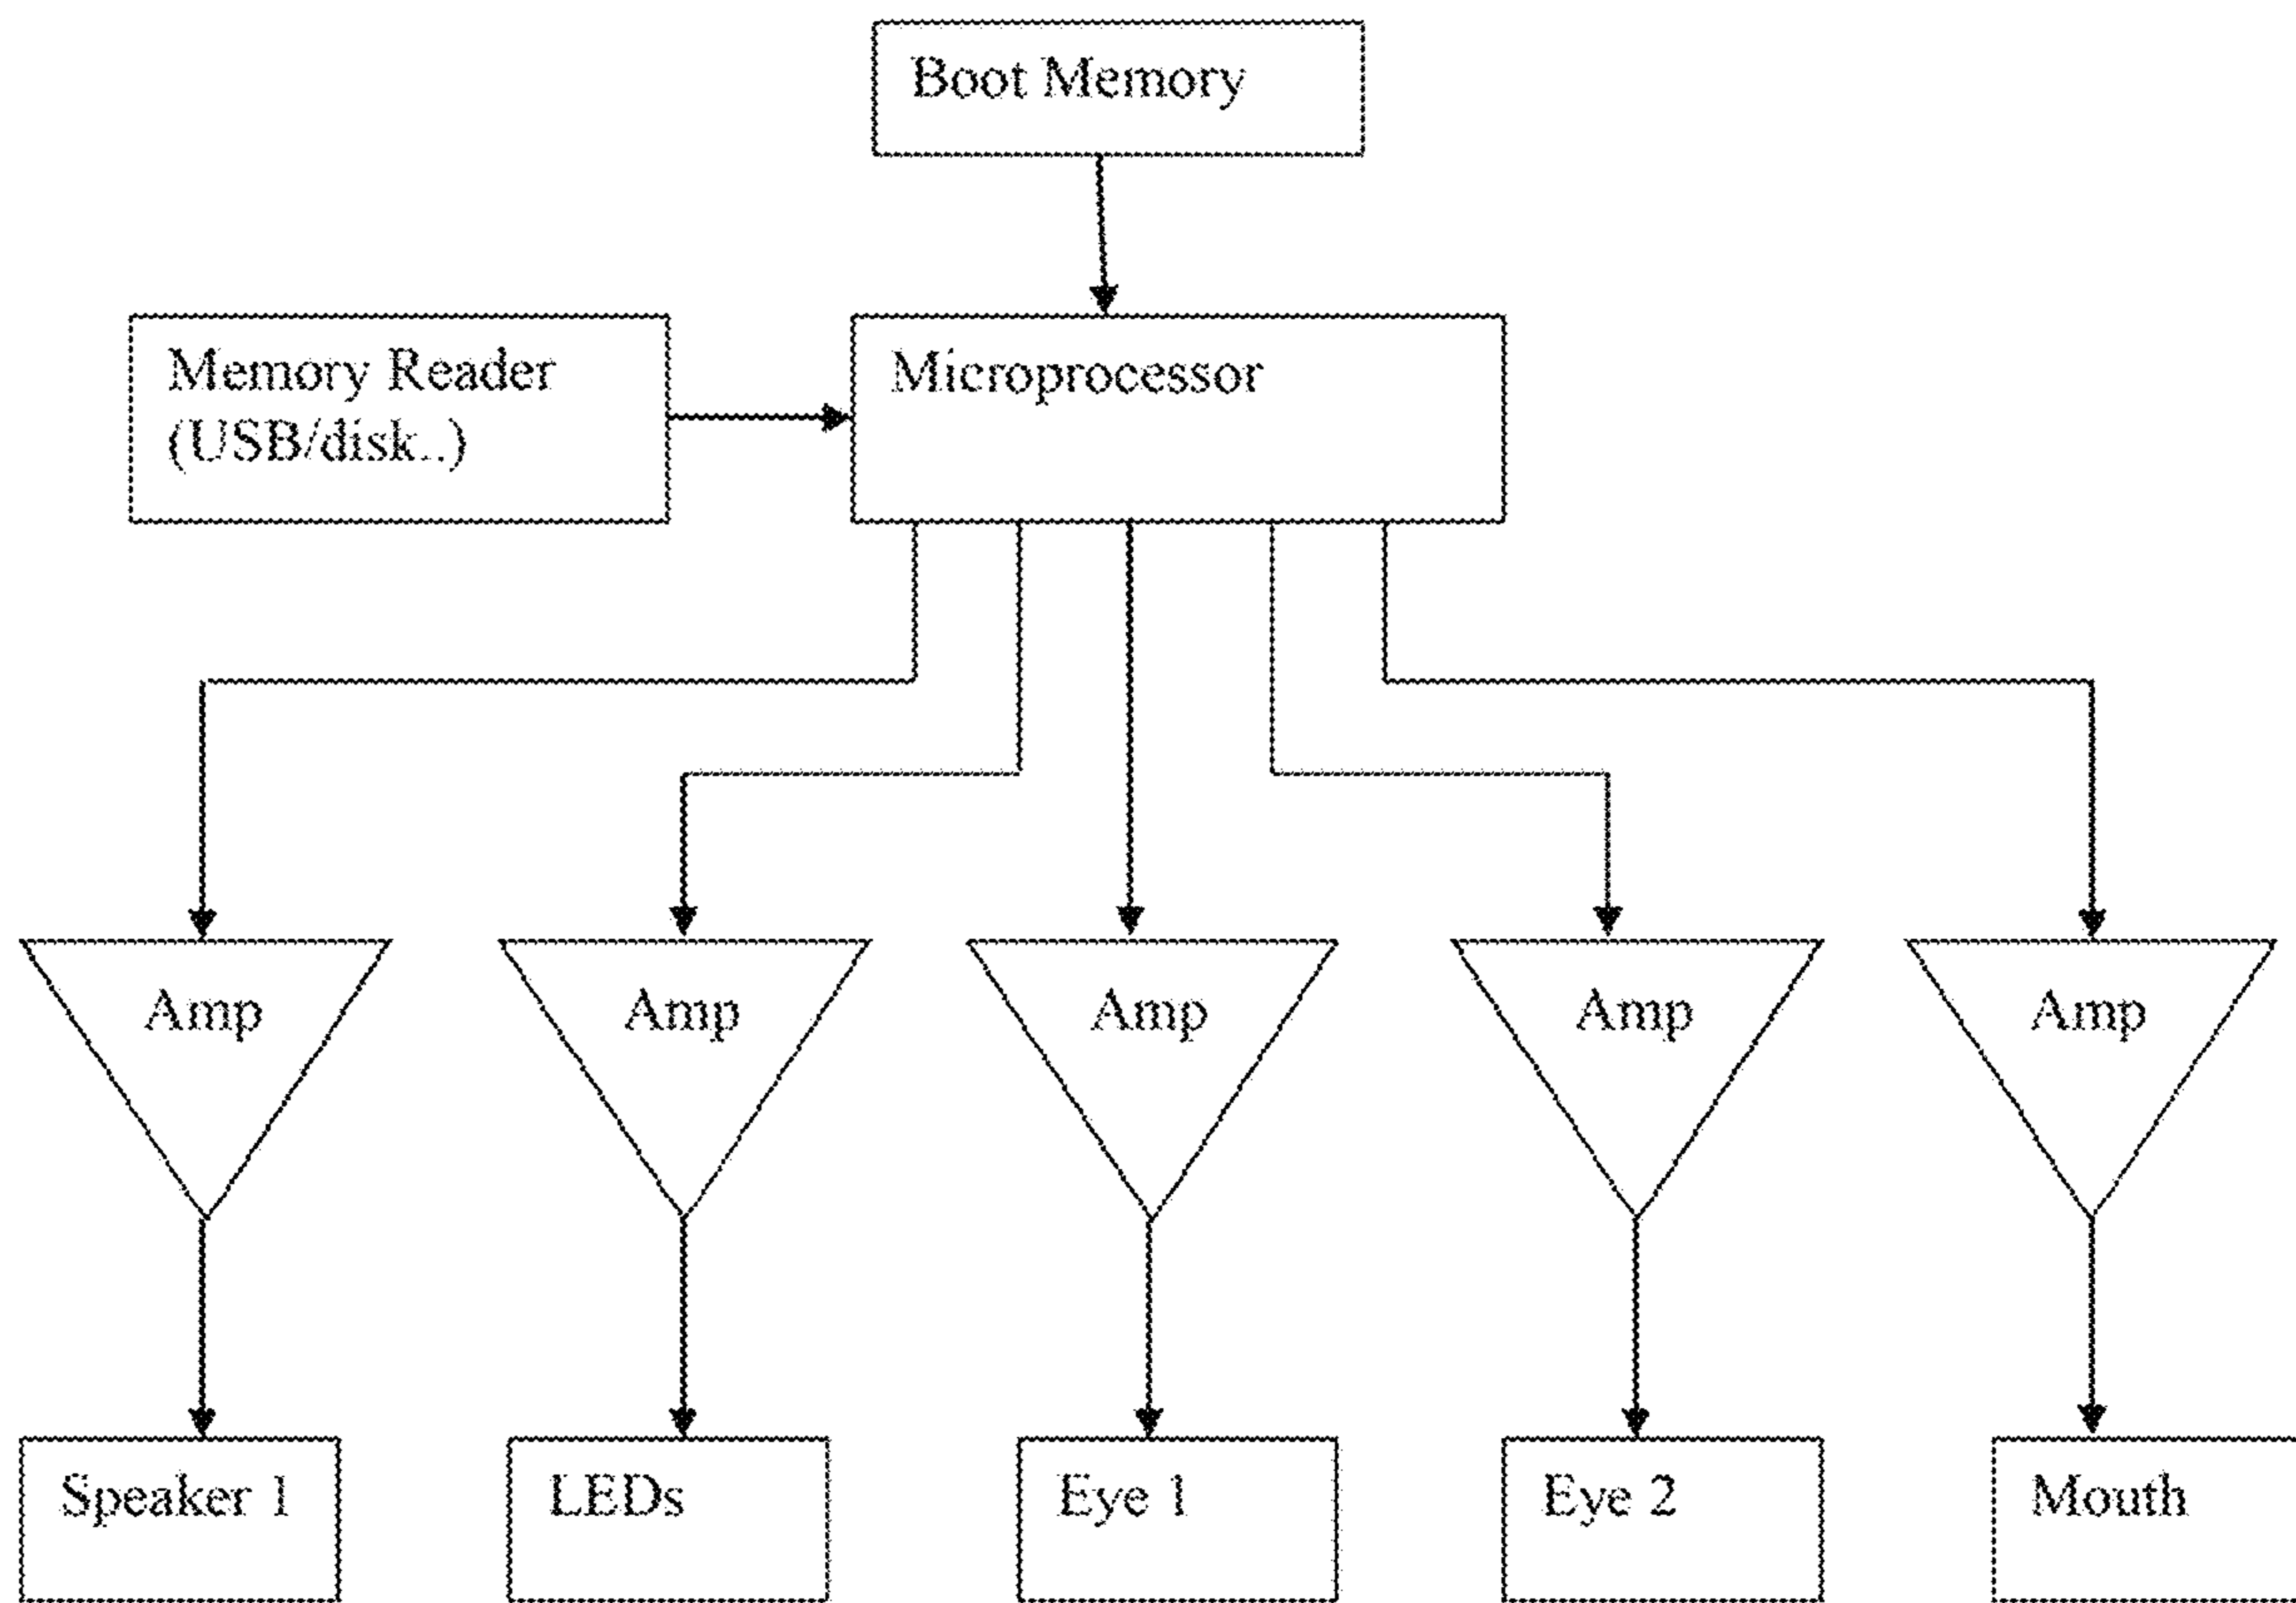 Boot Memory
Memory Reader
(USB/disk..)
Microprocessor
Amp
Amp
Amp
Amp
Amp
Speaker 1
LEDs
Eye 1
Eye 2
Mouth